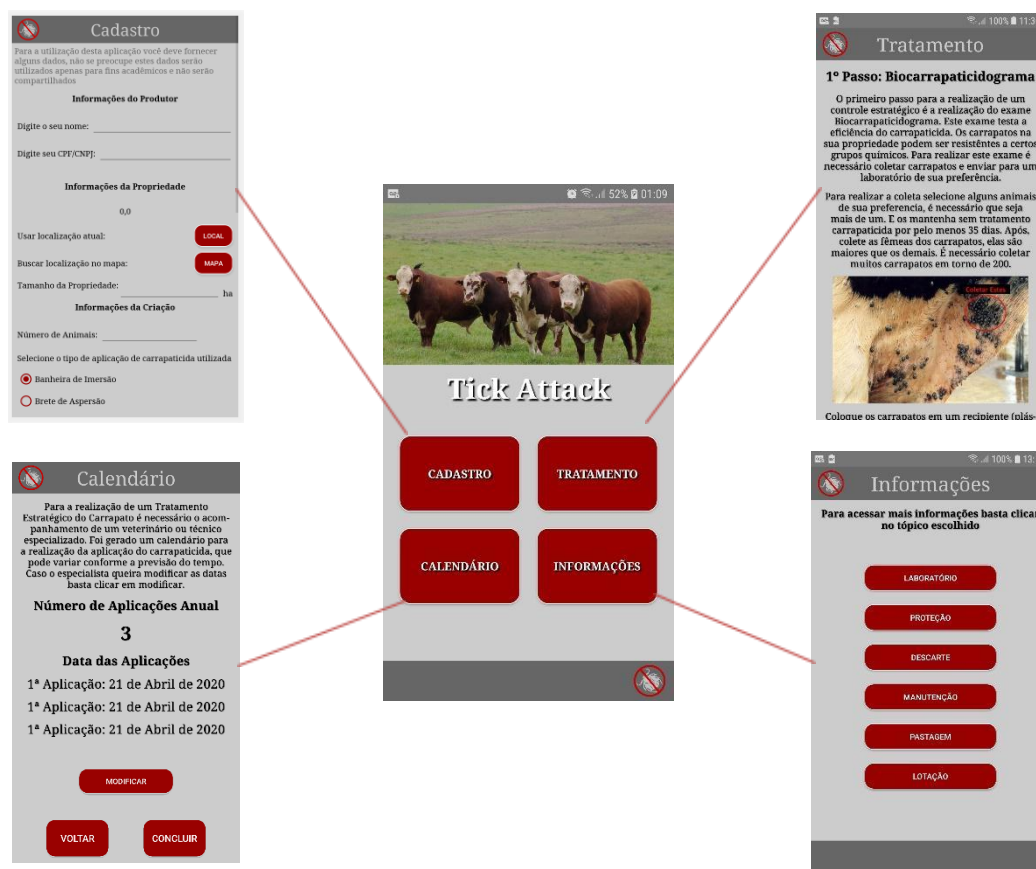 Cadastro
Para a utilização desta aplicação você deve fornecer
alguns dados, não se preocupe estes dados serão
utilizados apenas para fins acadêmicos e não serão
compartilhados
Informações do Produtor
Digite o seu nome:
Digite seu CPF/CNPJ:
Informações da Propriedade
0,0
Usar localização atual: LOCAL
Buscar localização no mapa: MAPA
Tamanho da Propriedade: ha
Informações da Criação
Número de Animais:
Selecione o tipo de aplicação de carrapaticida utilizada
Banheira de Imersão
Brete de Aspersão
Calendário
Para a realização de um Tratamento
Estratégico do Carrapato é necessário o acom-
panhamento de um veterinário ou técnico
especializado. Foi gerado um calendário para
a realização da aplicação do carrapaticida, que
pode variar conforme a previsão do tempo.
Caso o especialista queira modificar as datas
basta clicar em modificar.
Número de Aplicações Anual
3
Data das Aplicações
1ª Aplicação: 21 de Abril de 2020
1ª Aplicação: 21 de Abril de 2020
1ª Aplicação: 21 de Abril de 2020
MODIFICAR
VOLTAR CONCLUIR
52% 01:09
Tick Attack
CADASTRO TRATAMENTO
CALENDÁRIO INFORMAÇÕES
100% 11:3
Tratamento
1º Passo: Biocarrapaticidograma
O primeiro passo para a realização de um
controle estratégico é a realização do exame
Biocarrapaticidograma. Este exame testa a
eficiência do carrapaticida. Os carrapatos na
sua propriedade podem ser resistêntes a certos
grupos químicos. Para realizar este exame é
necessário coletar carrapatos e enviar para um
laboratório de sua preferência.
Para realizar a coleta selecione alguns animais
de sua preferencia, é necessário que seja
mais de um. E os mantenha sem tratamento
carrapaticida por pelo menos 35 dias. Após,
colete as fêmeas dos carrapatos, elas são
maiores que os demais. É necessário coletar
muitos carrapatos em torno de 200.
Coletar Estes
Coloque os carrapatos em um recipiente (plás-
100% 13:
Informações
Para acessar mais informações basta clicar
no tópico escolhido
LABORATÓRIO
PROTEÇÃO
DESCARTE
MANUTENÇÃO
PASTAGEM
LOTAÇÃO